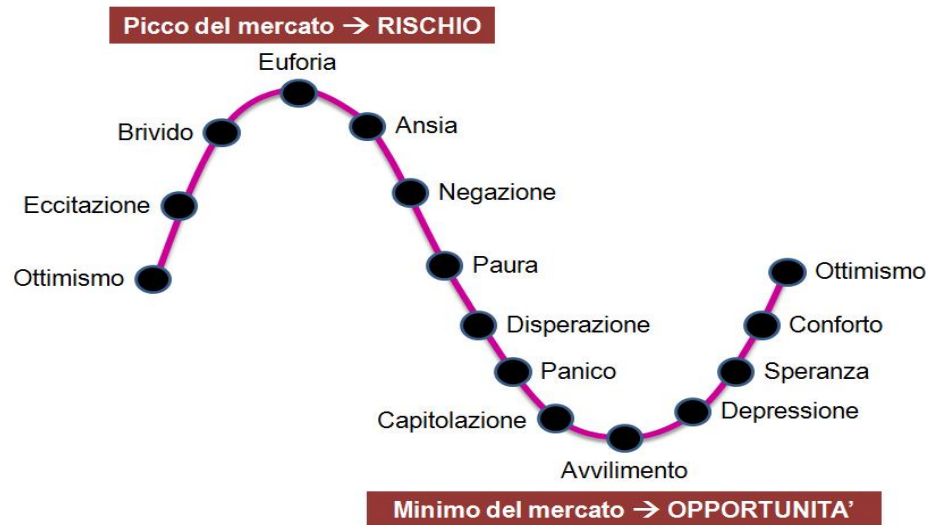 Picco del mercato → RISCHIO
Euforia
Brivido
Ansia
Eccitazione
Negazione
Ottimismo
Paura
Ottimismo
Disperazione
Conforto
Panico
Speranza
Capitolazione
Depressione
Avvilimento
Minimo del mercato → OPPORTUNITA’